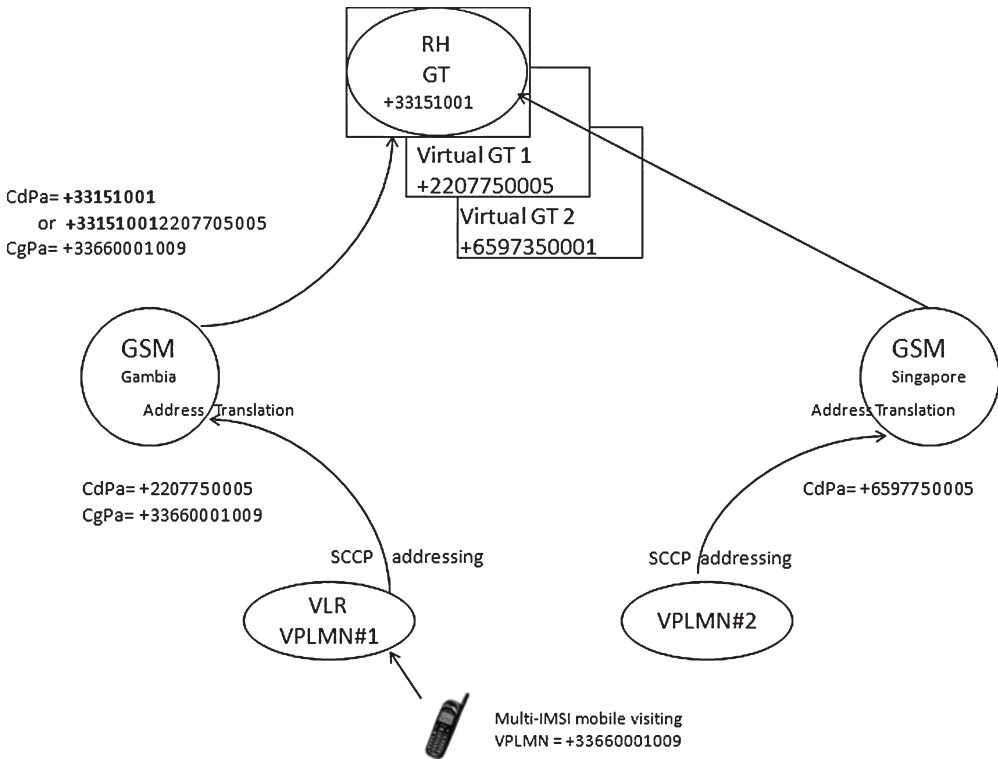 RH
GT
+33151001
Virtual GT 1
+2207750005
Virtual GT 2
+6597350001
CdPa= +33151001
or +331510012207705005
CgPa= +33660001009
GSM
Gambia
Address Translation
GSM
Singapore
Address Translation
CdPa= +2207750005
CgPa= +33660001009
CdPa= +6597750005
SCCP addressing
SCCP addressing
VLR
VPLMN#1
VPLMN#2
Multi-IMSI mobile visiting
VPLMN = +33660001009